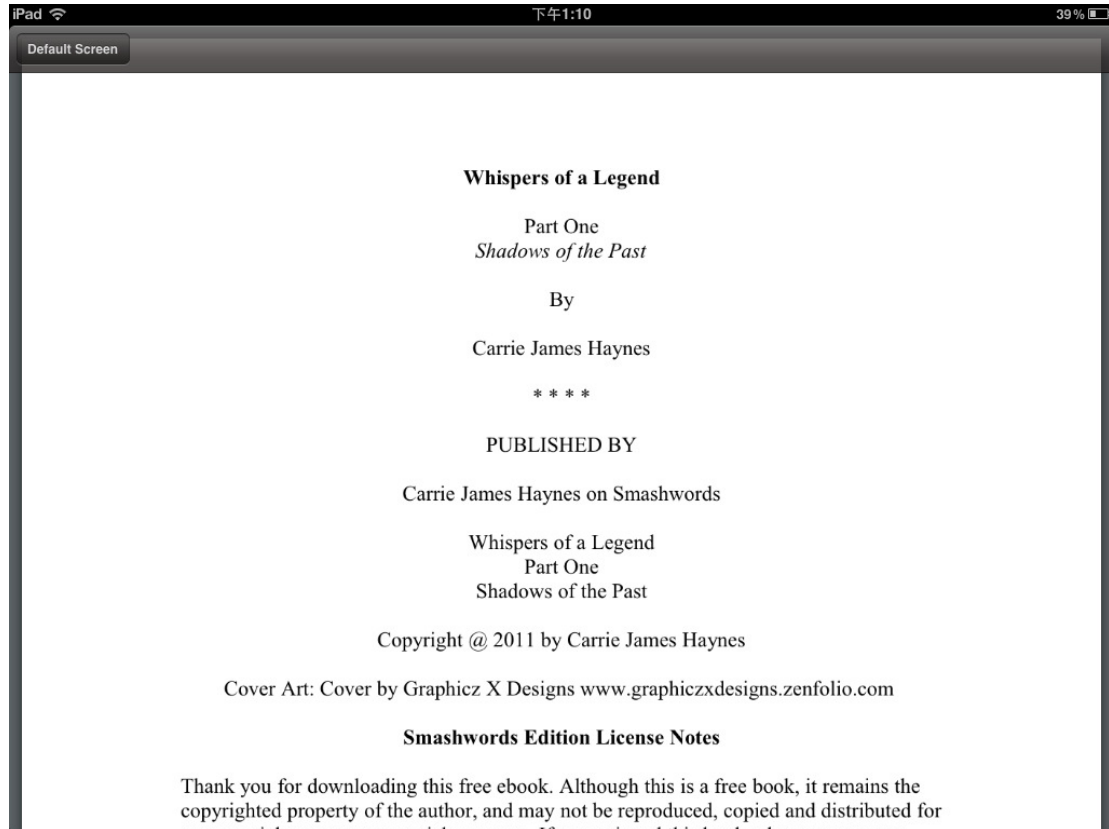 iPad
下午1:10
39%
Default Screen
Whispers of a Legend
Part One
Shadows of the Past
By
Carrie James Haynes
* * * *
PUBLISHED BY
Carrie James Haynes on Smashwords
Whispers of a Legend
Part One
Shadows of the Past
Copyright @ 2011 by Carrie James Haynes
Cover Art: Cover by Graphicz X Designs www.graphiczxdesigns.zenfolio.com
Smashwords Edition License Notes
Thank you for downloading this free ebook. Although this is a free book, it remains the
copyrighted property of the author, and may not be reproduced, copied and distributed for